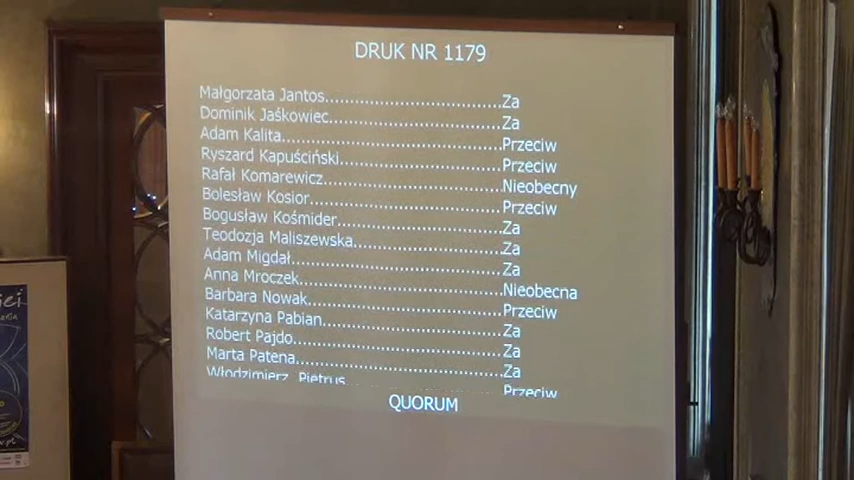 DRUK NR 1179
Małgorzata Jantos................................................Za
Dominik Jaśkowiec................................................Za
Adam Kalita................................................Przeciw
Ryszard Kapuściński................................................Przeciw
Rafał Komarewicz................................................Nieobecny
Bolesław Kosior................................................Przeciw
Bogusław Kośmider................................................Za
Teodozja Maliszewska................................................Za
Adam Migdał................................................Za
Anna Mroczek................................................Nieobecna
Barbara Nowak................................................Przeciw
Katarzyna Pabian................................................Za
Robert Pajdo................................................Za
Marta Patena................................................Za
Włodzimierz Pietrus................................................Przeciw
QUORUM